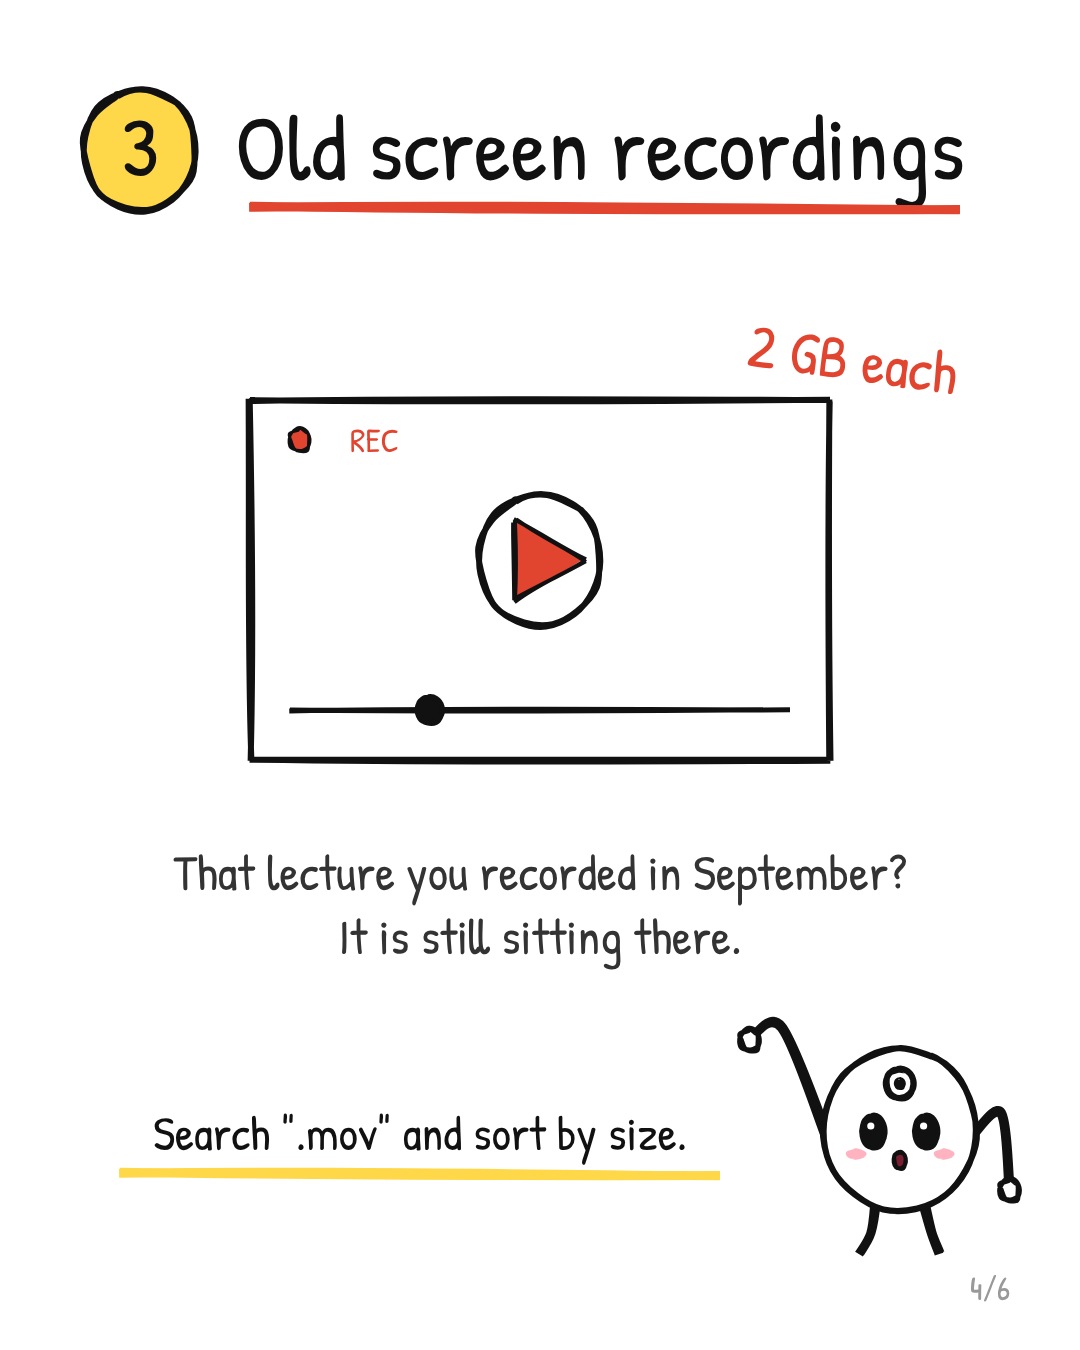 3
Old screen recordings
2 GB each
REC
That lecture you recorded in September?
It is still sitting there.
Search ".mov" and sort by size.
4/6